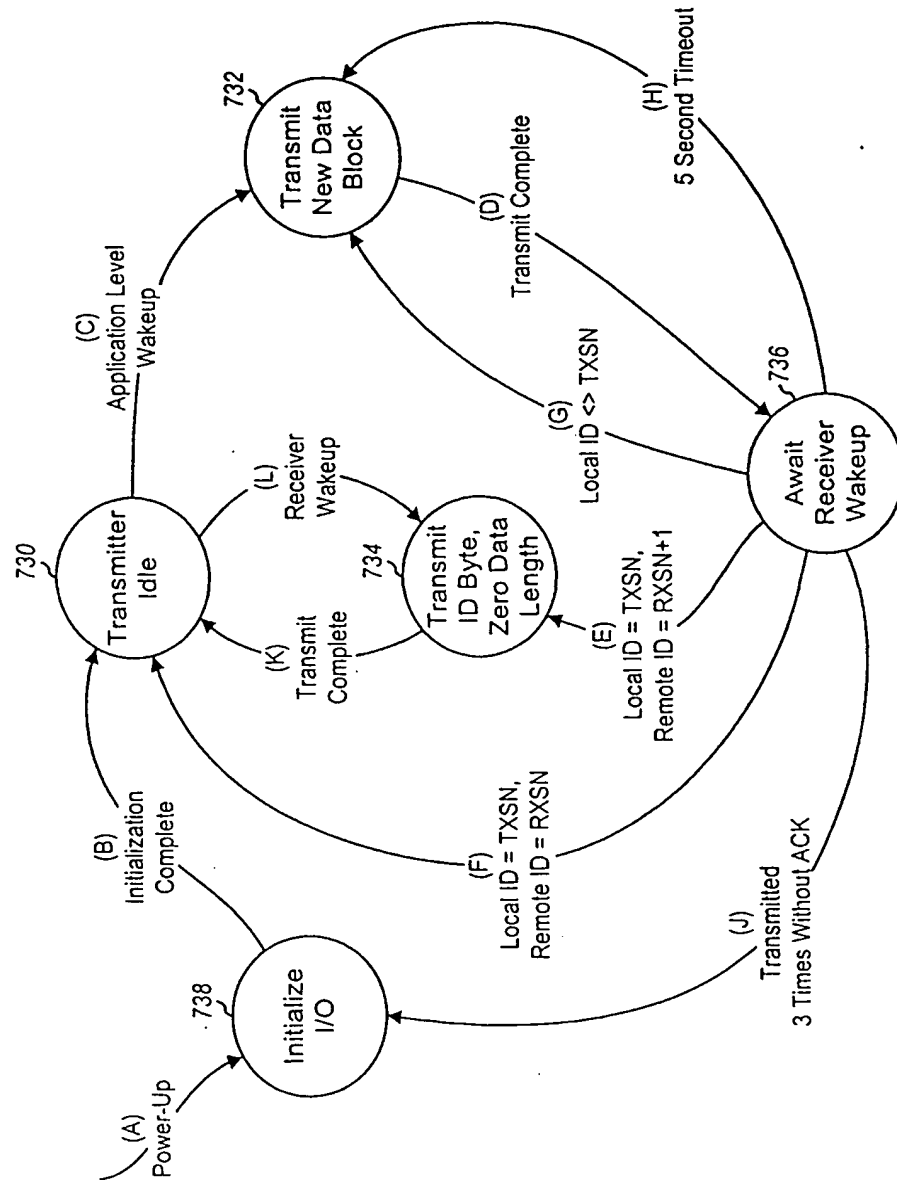 (A)
Power-Up
738
Initialize
I/O
(B)
Initialization
Complete
730
Transmitter
Idle
(C)
Application Level
Wakeup
732
Transmit
New Data
Block
(L)
Receiver
Wakeup
(K)
Transmit
Complete
734
Transmit
ID Byte,
Zero Data
Length
(D)
Transmit Complete
(G)
Local ID <> TXSN
(H)
5 Second Timeout
(E)
Local ID = TXSN,
Remote ID = RXSN+1
(F)
Local ID = TXSN,
Remote ID = RXSN
736
Await
Receiver
Wakeup
(J)
Transmitted
3 Times Without ACK